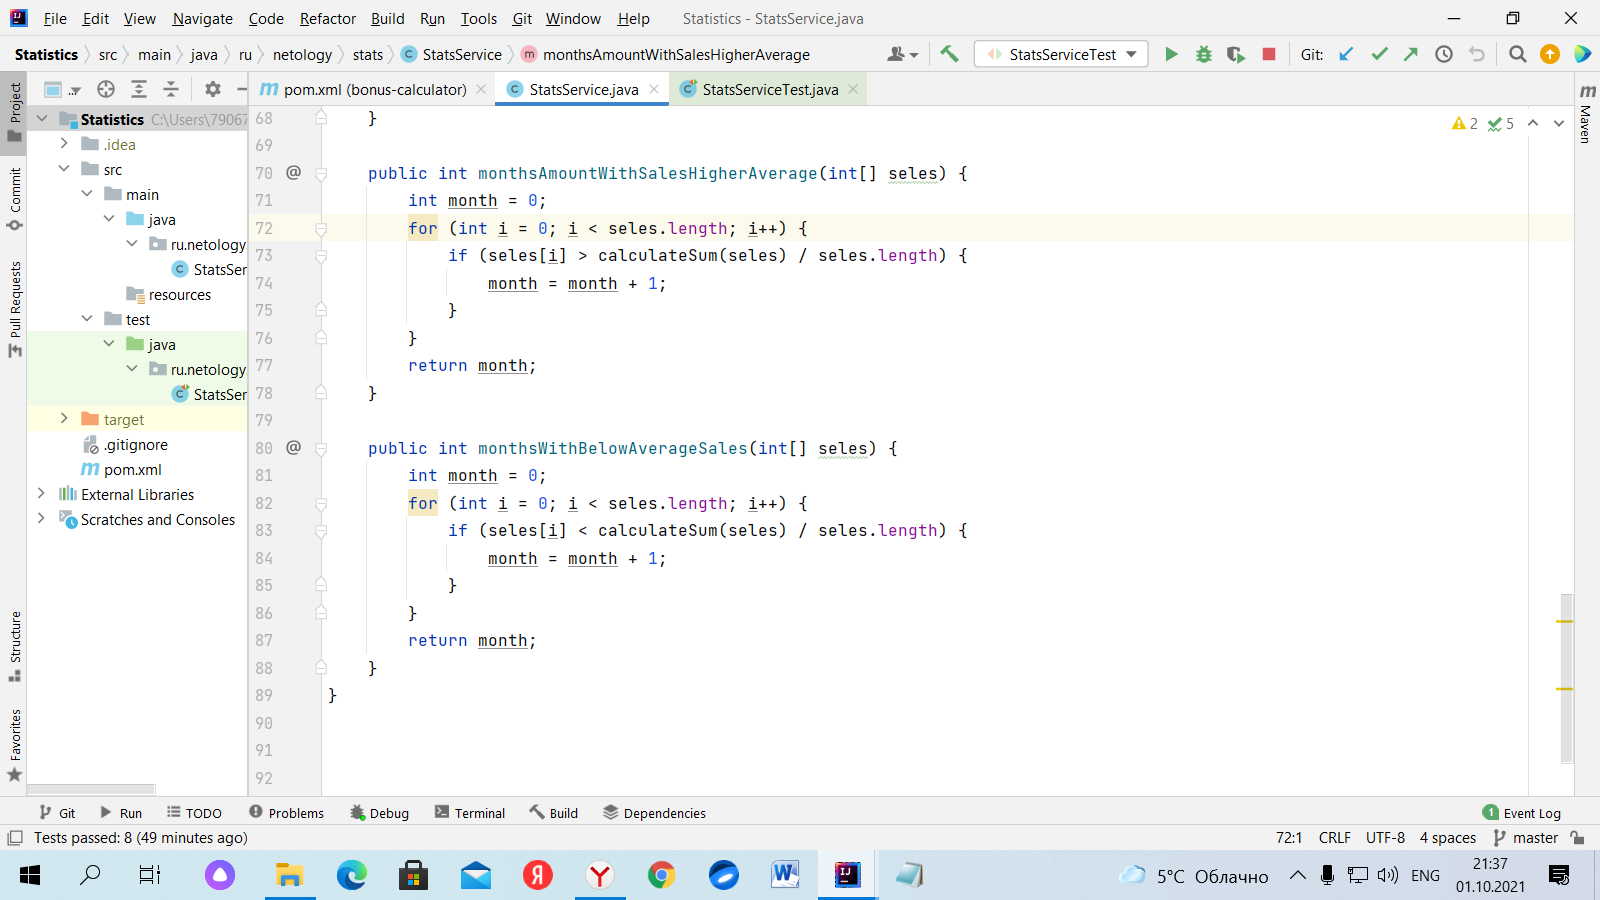 File Edit View Navigate Code Refactor Build Run Tools Git Window Help Statistics - StatsService.java
Statistics src main java ru netology stats StatsService monthsAmountWithSalesHigherAverage StatsServiceTest Git:
pom.xml (bonus-calculator) StatsService.java StatsServiceTest.java
Project
Commit
Pull Requests
Structure
Favorites
Statistics C:\Users\79067
.idea
src
main
java
ru.netology
StatsSer
resources
test
java
ru.netology
StatsSer
target
.gitignore
pom.xml
External Libraries
Scratches and Consoles
2 5
Maven
68 }
69
70 @ public int monthsAmountWithSalesHigherAverage(int[] seles) {
71 int month = 0;
72 for (int i = 0; i < seles.length; i++) {
73 if (seles[i] > calculateSum(seles) / seles.length) {
74 month = month + 1;
75 }
76 }
77 return month;
78 }
79
80 @ public int monthsWithBelowAverageSales(int[] seles) {
81 int month = 0;
82 for (int i = 0; i < seles.length; i++) {
83 if (seles[i] < calculateSum(seles) / seles.length) {
84 month = month + 1;
85 }
86 }
87 return month;
88 }
89 }
90
91
92
Git Run TODO Problems Debug Terminal Build Dependencies 1 Event Log
Tests passed: 8 (49 minutes ago) 72:1 CRLF UTF-8 4 spaces master
5°C Облачно ENG 21:37
01.10.2021